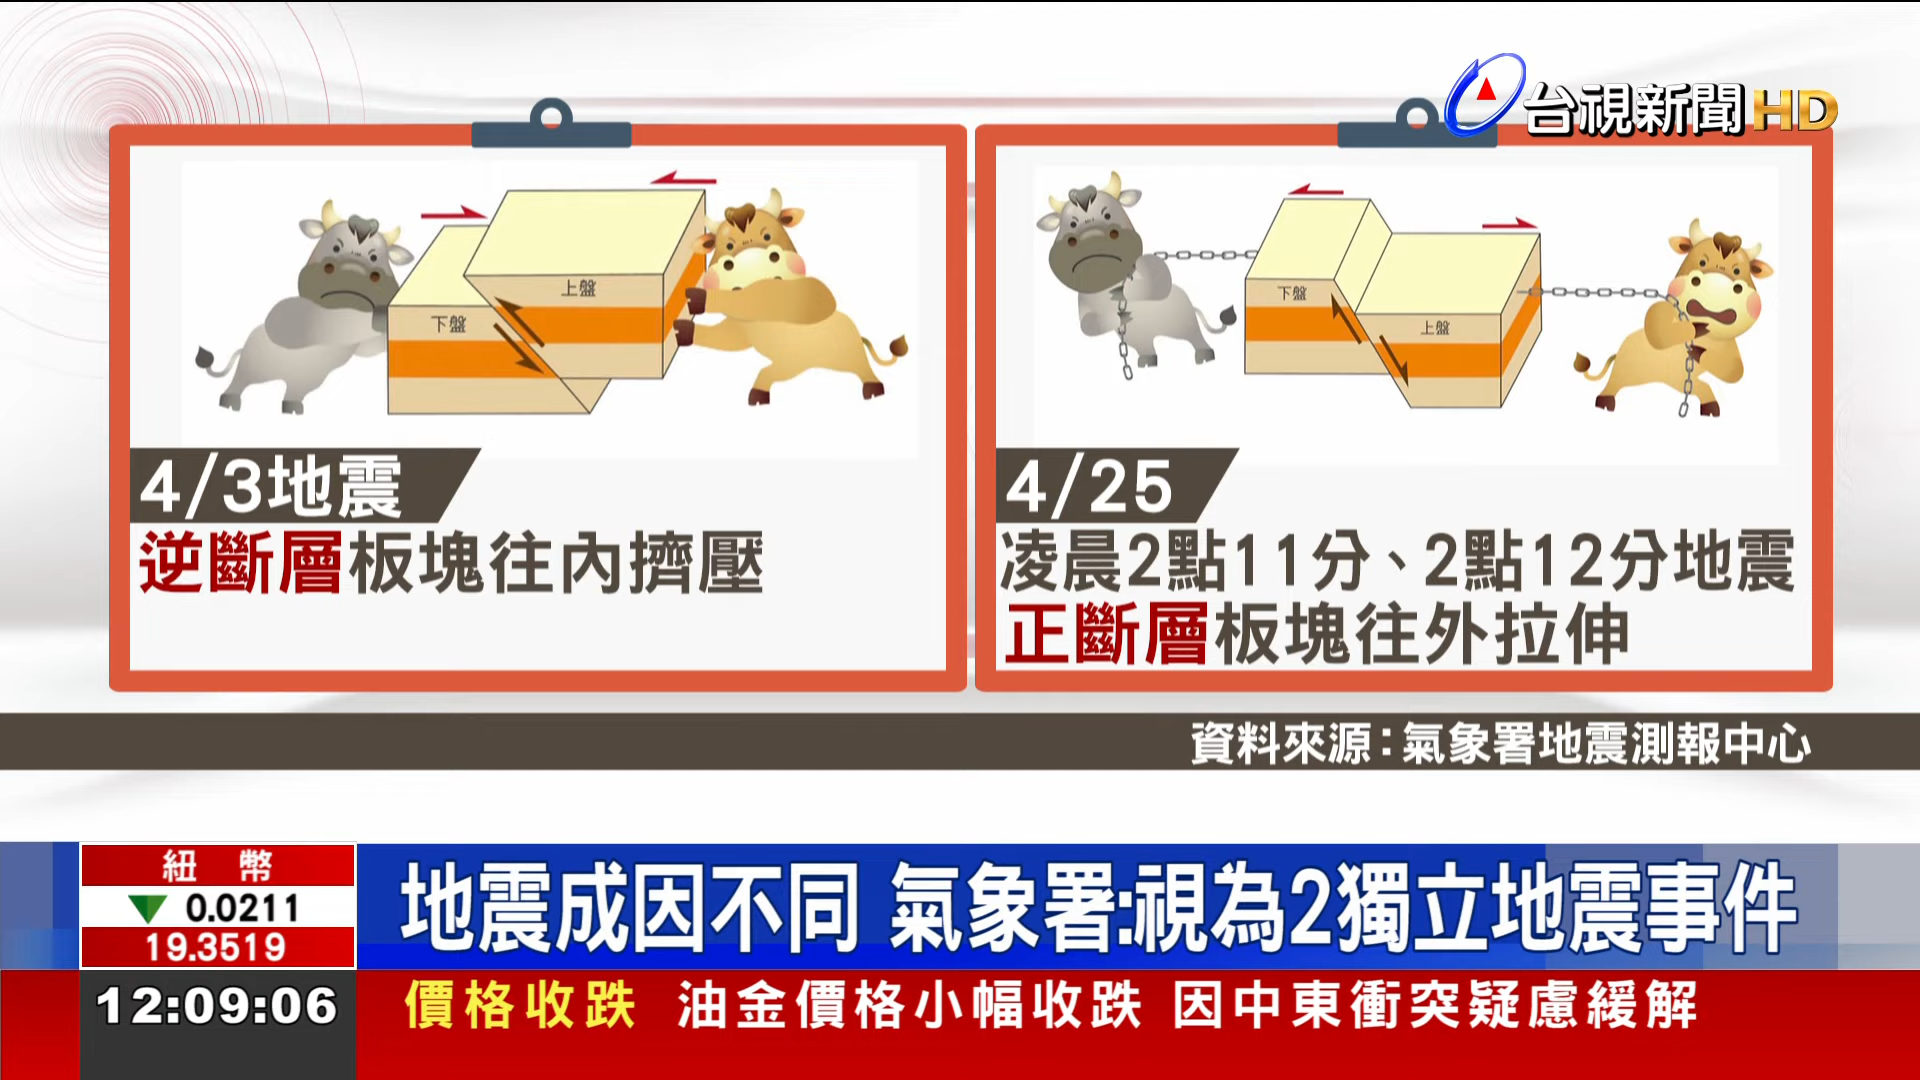 台視新聞HD
上盤
下盤
4/3地震
逆斷層板塊往內擠壓
下盤
上盤
4/25
凌晨2點11分、2點12分地震
正斷層板塊往外拉伸
資料來源：氣象署地震測報中心
紐幣
0.0211
19.3519
地震成因不同 氣象署:視為2獨立地震事件
12:09:06
價格收跌 油金價格小幅收跌 因中東衝突疑慮緩解